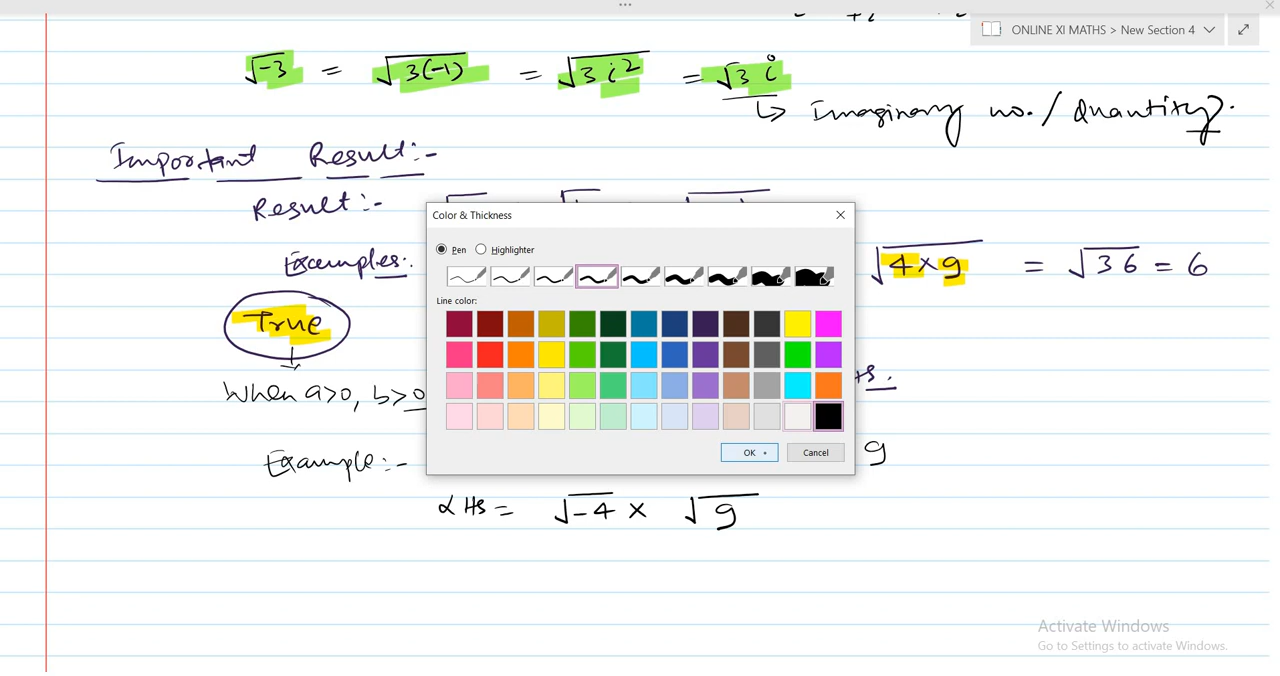 ONLINE XI MATHS > New Section 4
√-3 = √3(-1) = √3i² = √3 i
↳ Imaginary no./Quantity.
Important Result:-
Result:-
Color & Thickness
Examples:
Pen Highlighter
√4×9 = √36 = 6
Line color:
True
When a>0, b>0
Example:-
9
OK Cancel
LHS = √-4 × √9
Activate Windows
Go to Settings to activate Windows.